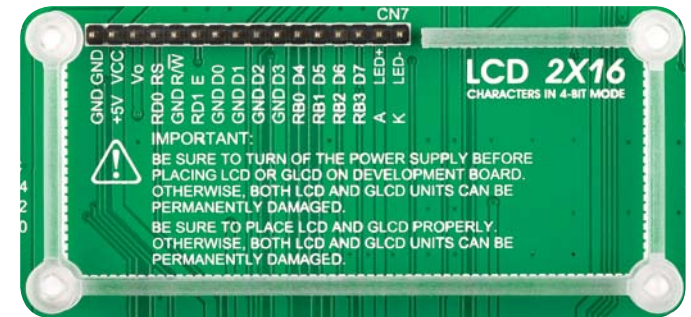 CN7
GND GND
+5V VCC
Vo
RD0 RS
GND R/W
RD1 E
GND D0
GND D1
GND D2
GND D3
RB0 D4
RB1 D5
RB2 D6
RB3 D7
A LED+
K LED-
LCD 2X16
CHARACTERS IN 4-BIT MODE
IMPORTANT:
BE SURE TO TURN OF THE POWER SUPPLY BEFORE
PLACING LCD OR GLCD ON DEVELOPMENT BOARD.
OTHERWISE, BOTH LCD AND GLCD UNITS CAN BE
PERMANENTLY DAMAGED.
BE SURE TO PLACE LCD AND GLCD PROPERLY.
OTHERWISE, BOTH LCD AND GLCD UNITS CAN BE
PERMANENTLY DAMAGED.
4
2
0